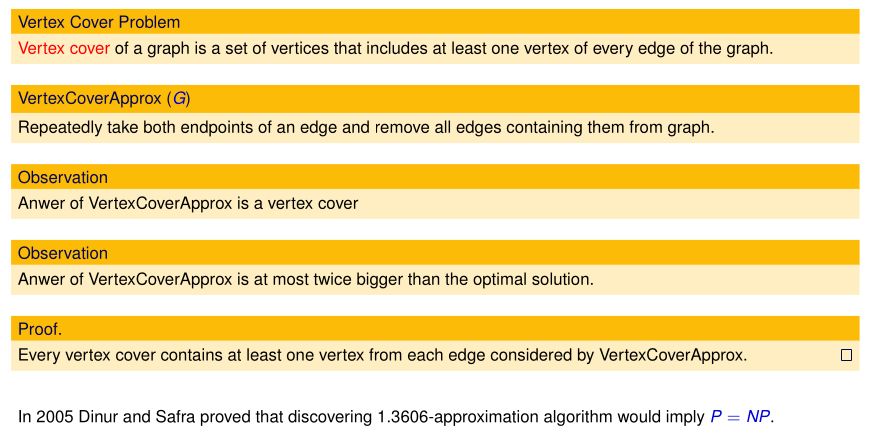 Vertex Cover Problem
Vertex cover of a graph is a set of vertices that includes at least one vertex of every edge of the graph.
VertexCoverApprox (G)
Repeatedly take both endpoints of an edge and remove all edges containing them from graph.
Observation
Anwer of VertexCoverApprox is a vertex cover
Observation
Anwer of VertexCoverApprox is at most twice bigger than the optimal solution.
Proof.
Every vertex cover contains at least one vertex from each edge considered by VertexCoverApprox. □
In 2005 Dinur and Safra proved that discovering 1.3606-approximation algorithm would imply P = NP.